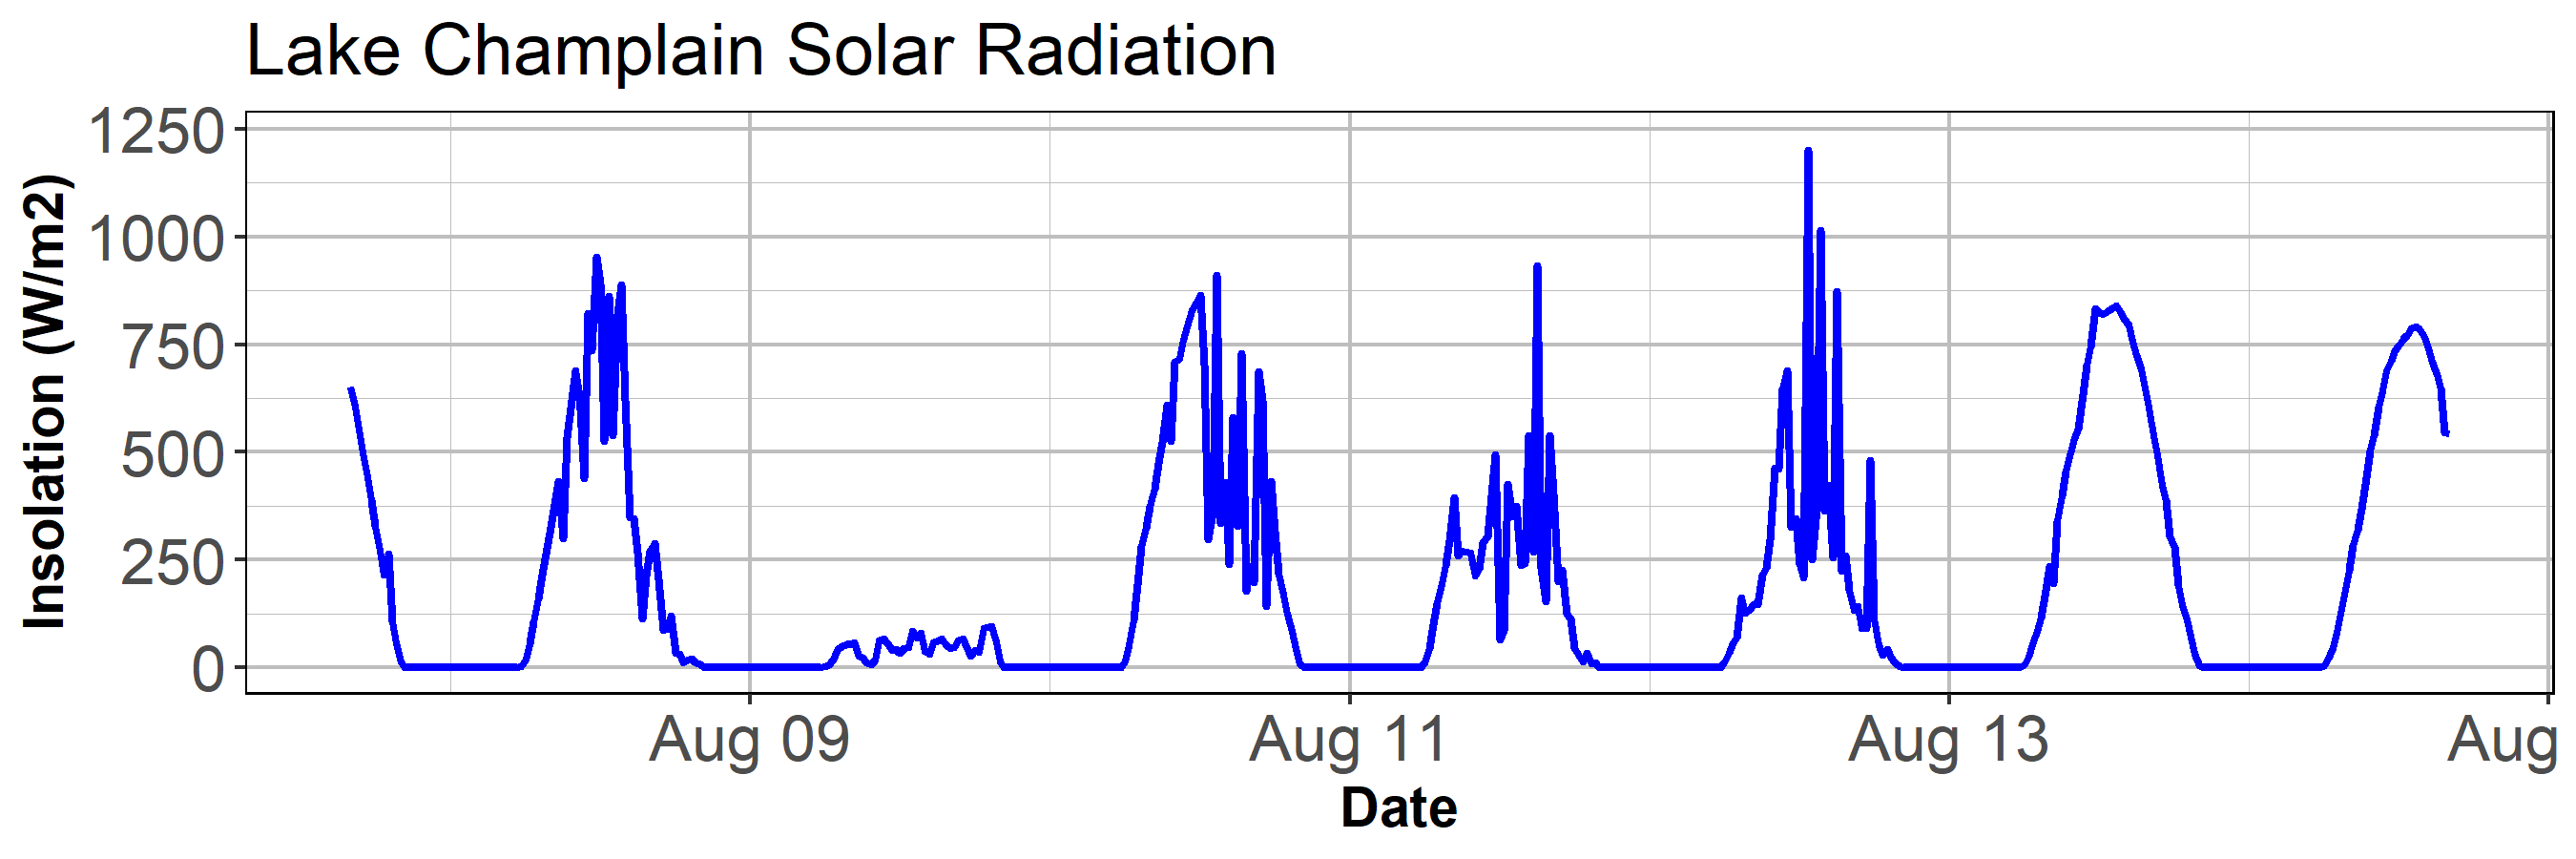 Lake Champlain Solar Radiation
1250
1000
750
500
250
0
Insolation (W/m2)
Aug 09
Aug 11
Aug 13
Aug
Date